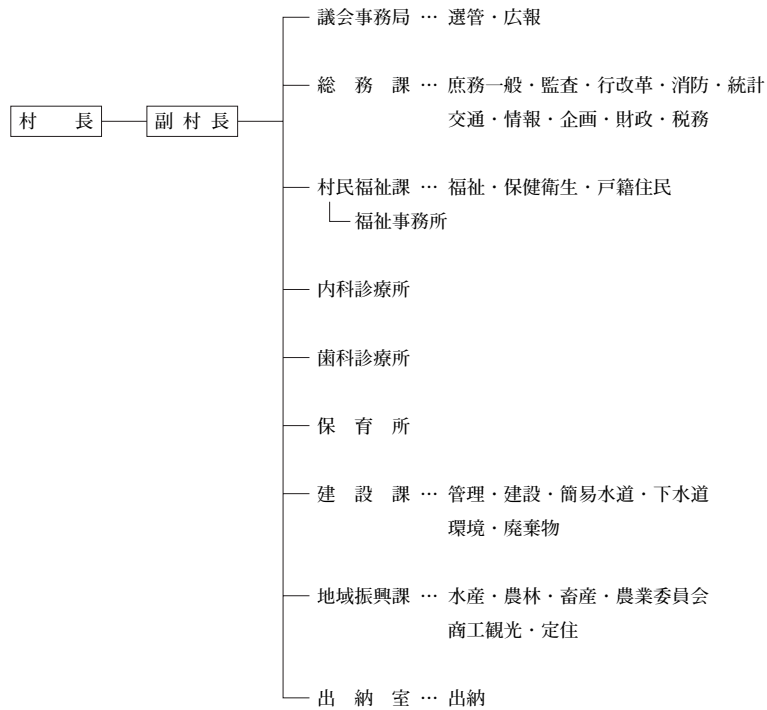 議会事務局 … 選管・広報
総務課 … 庶務一般・監査・行改革・消防・統計
交通・情報・企画・財政・税務
村長 副村長
村民福祉課 … 福祉・保健衛生・戸籍住民
福祉事務所
内科診療所
歯科診療所
保育所
建設課 … 管理・建設・簡易水道・下水道
環境・廃棄物
地域振興課 … 水産・農林・畜産・農業委員会
商工観光・定住
出納室 … 出納